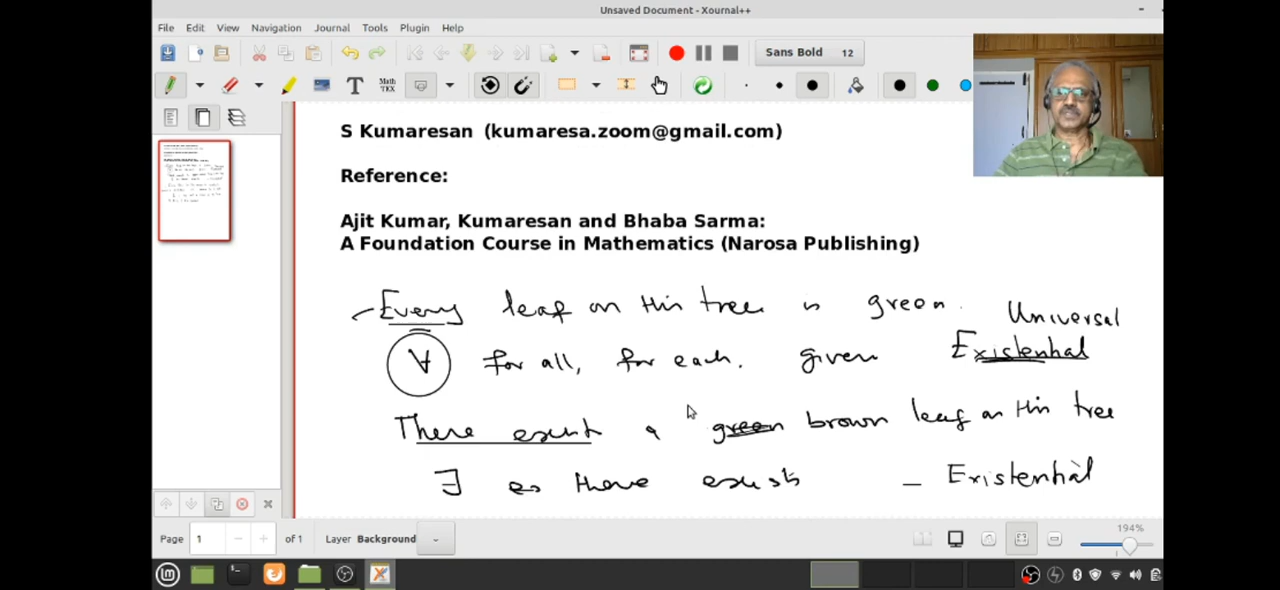 Unsaved Document - Xournal++
File Edit View Navigation Journal Tools Plugin Help
Sans Bold 12
T Math TEX
S Kumaresan (kumaresa.zoom@gmail.com)
Reference:
Ajit Kumar, Kumaresan and Bhaba Sarma:
A Foundation Course in Mathematics (Narosa Publishing)
Every leaf on this tree is green. Universal
∀ for all, for each. given Existential
There exist a green brown leaf on this tree
∃ as there exists — Existential
194%
Page 1 of 1 Layer Background